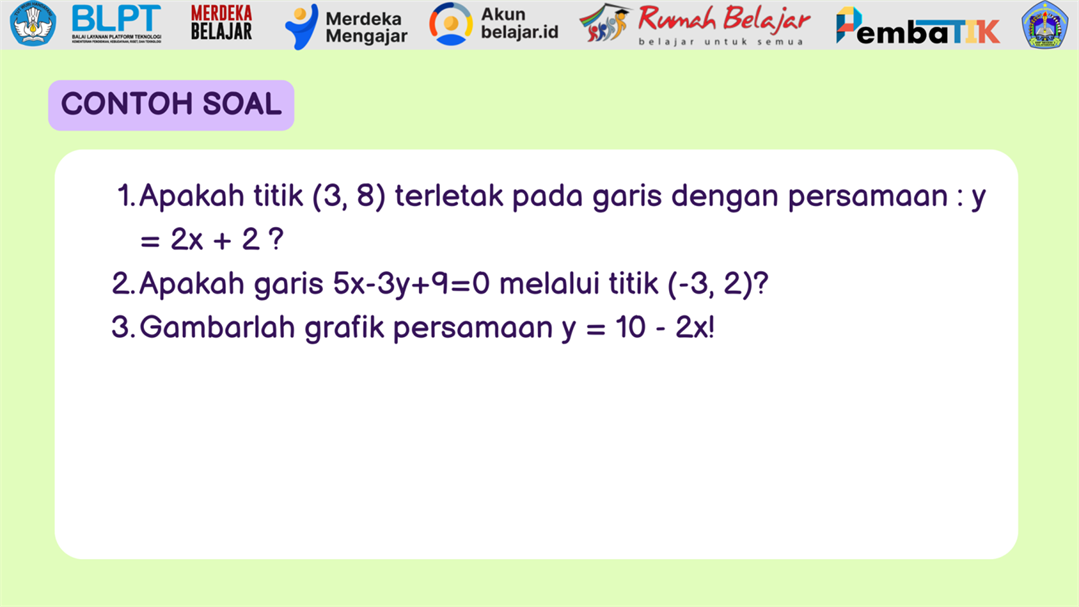 BLPT
BALAI LAYANAN PLATFORM TEKNOLOGI
MERDEKA
BELAJAR
Merdeka
Mengajar
Akun
belajar.id
Rumah Belajar
belajar untuk semua
PembaTIK
CONTOH SOAL
1.Apakah titik (3, 8) terletak pada garis dengan persamaan : y
= 2x + 2 ?
2.Apakah garis 5x-3y+9=0 melalui titik (-3, 2)?
3.Gambarlah grafik persamaan y = 10 - 2x!